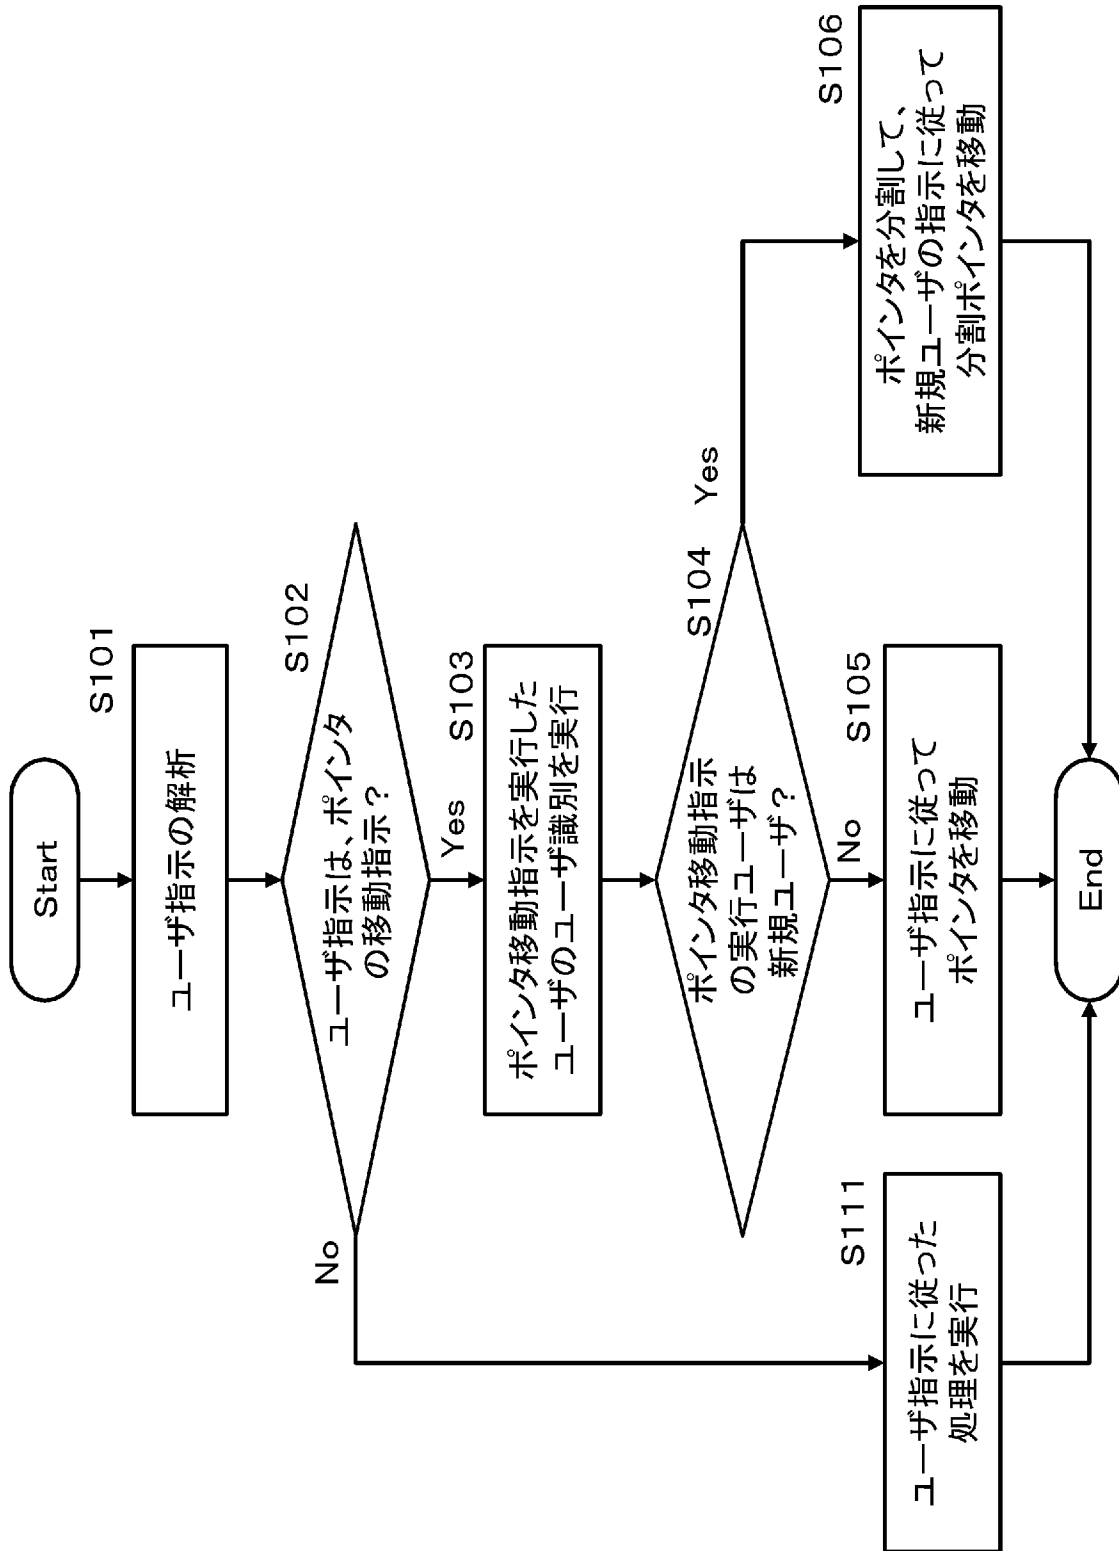 Start
S101
ユーザ指示の解析
S102
ユーザ指示は、ポインタ
の移動指示？
No
Yes
S103
ポインタ移動指示を実行した
ユーザのユーザ識別を実行
S104
ポインタ移動指示
の実行ユーザは
新規ユーザ？
Yes
No
S111
ユーザ指示に従った
処理を実行
S105
ユーザ指示に従って
ポインタを移動
S106
ポインタを分割して、
新規ユーザの指示に従って
分割ポインタを移動
End